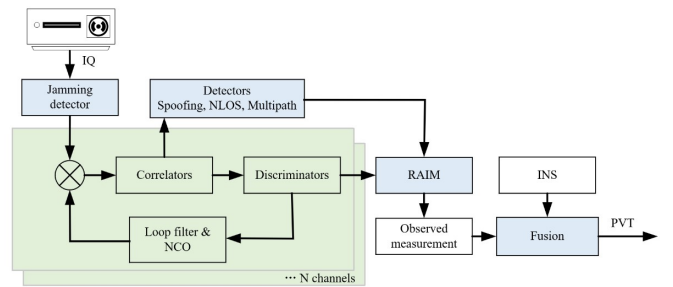 IQ
Jamming
detector
Detectors
Spoofing, NLOS, Multipath
Correlators
Discriminators
Loop filter &
NCO
··· N channels
RAIM
INS
Observed
measurement
Fusion
PVT